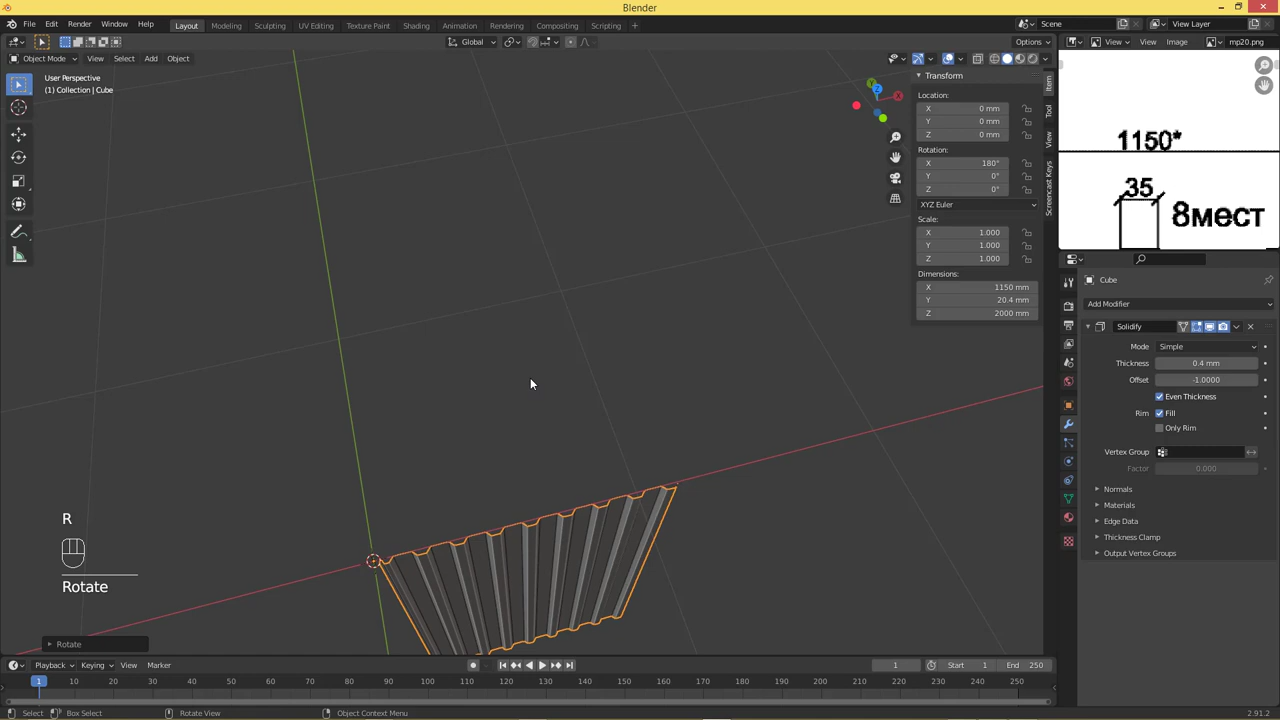 Blender
File Edit Render Window Help
Layout Modeling Sculpting UV Editing Texture Paint Shading Animation Rendering Compositing Scripting +
Scene
View Layer
Global
Options
View View Image mp20.png
Object Mode View Select Add Object
User Perspective
(1) Collection | Cube
Transform
Location:
X 0 mm
Y 0 mm
Z 0 mm
Rotation:
X 180°
Y 0°
Z 0°
XYZ Euler
Scale:
X 1.000
Y 1.000
Z 1.000
Dimensions:
X 1150 mm
Y 20.4 mm
Z 2000 mm
Item
Tool
View
Screencast Keys
X
Y
Z
1150*
35
8мест
Cube
Add Modifier
Solidify
Mode Simple
Thickness 0.4 mm
Offset -1.0000
Even Thickness
Rim Fill
Only Rim
Vertex Group
Factor 0.000
Normals
Materials
Edge Data
Thickness Clamp
Output Vertex Groups
R
Rotate
Rotate
Playback Keying View Marker
1 Start 1 End 250
1 10 20 30 40 50 60 70 80 90 100 110 120 130 140 150 160 170 180 190 200 210 220 230 240 250
Select Box Select Rotate View Object Context Menu 2.91.2